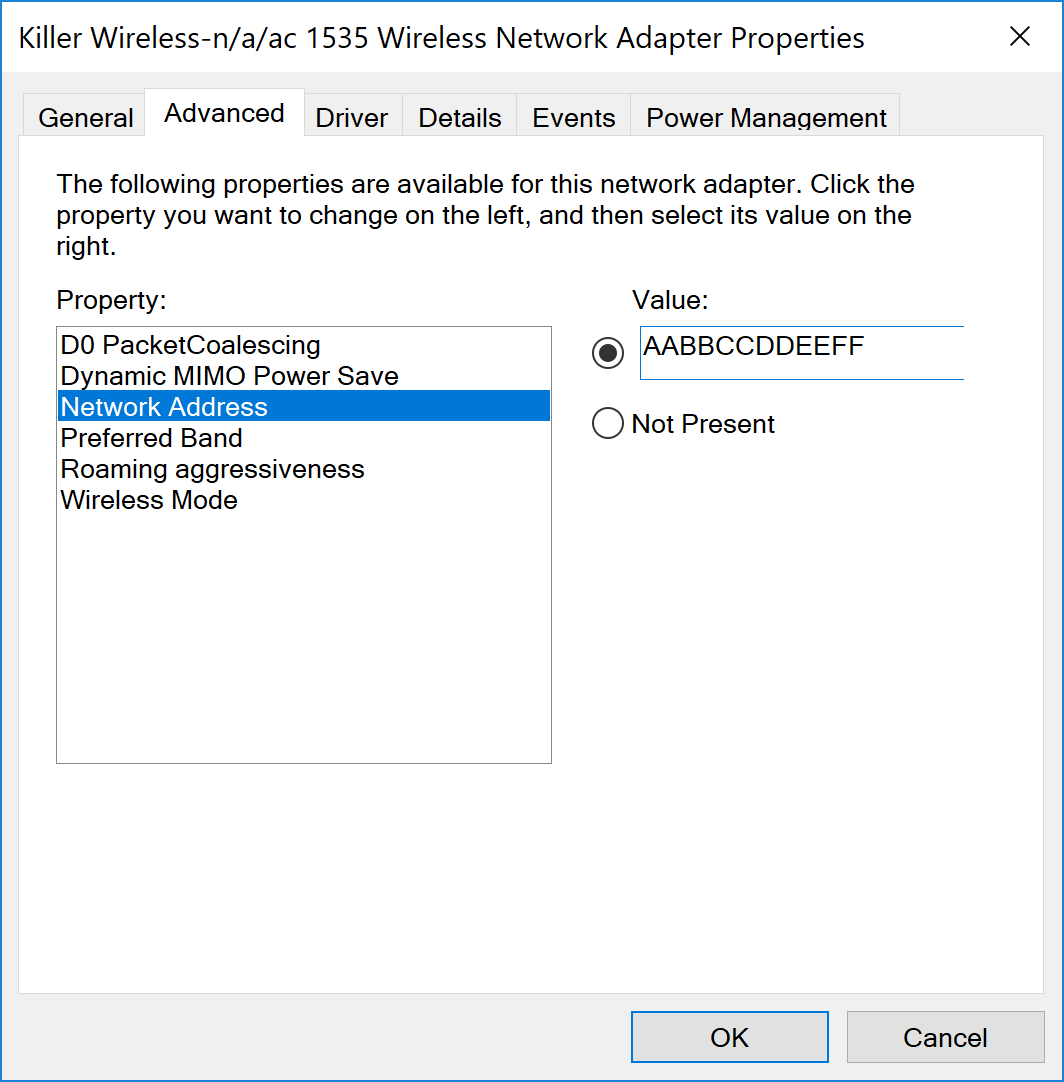 Killer Wireless-n/a/ac 1535 Wireless Network Adapter Properties
General
Advanced
Driver
Details
Events
Power Management
The following properties are available for this network adapter. Click the
property you want to change on the left, and then select its value on the
right.
Property:
Value:
D0 PacketCoalescing
Dynamic MIMO Power Save
Network Address
Preferred Band
Roaming aggressiveness
Wireless Mode
AABBCCDDEEFF
Not Present
OK
Cancel